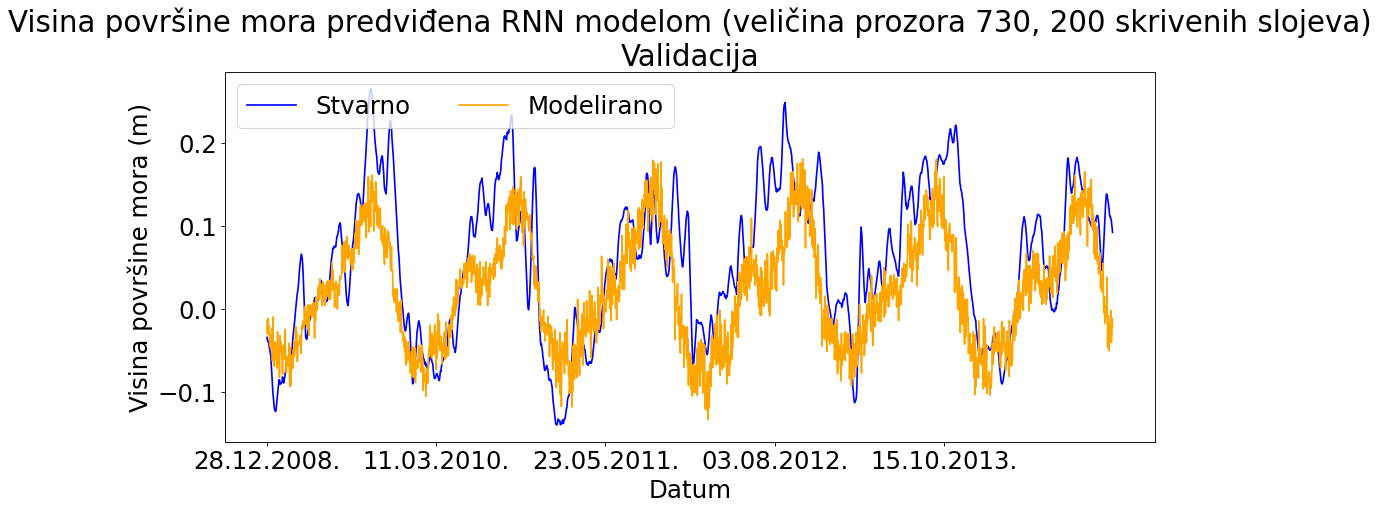 Visina površine mora predviđena RNN modelom (veličina prozora 730, 200 skrivenih slojeva)
Validacija
Stvarno Modelirano
Visina površine mora (m)
0.2
0.1
0.0
−0.1
28.12.2008. 11.03.2010. 23.05.2011. 03.08.2012. 15.10.2013.
Datum